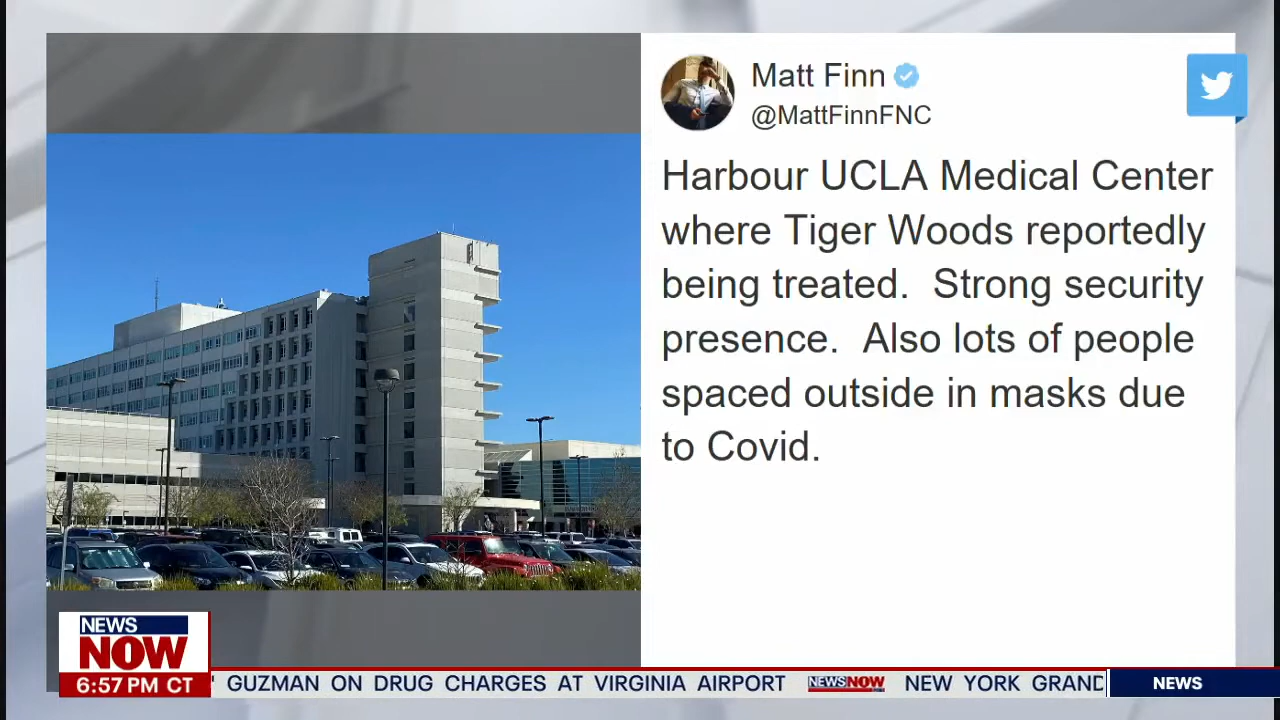 Matt Finn
@MattFinnFNC
Harbour UCLA Medical Center
where Tiger Woods reportedly
being treated.  Strong security
presence.  Also lots of people
spaced outside in masks due
to Covid.
NEWS
NOW
6:57 PM CT
' GUZMAN ON DRUG CHARGES AT VIRGINIA AIRPORT NEWSNOW NEW YORK GRAND
NEWS